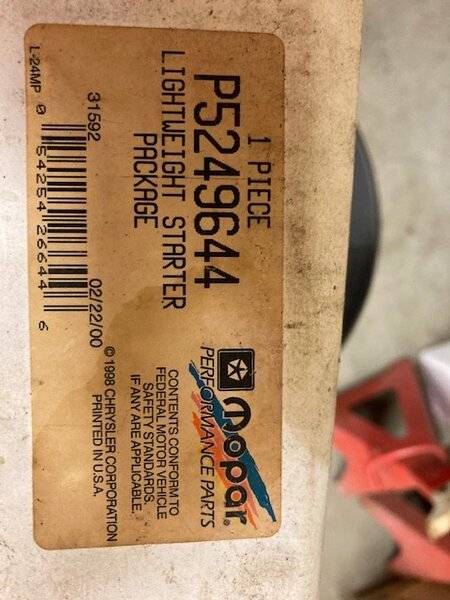 1 PIECE
P5249644
LIGHTWEIGHT STARTER
PACKAGE
31592
02/22/00
L-24MP 0 54254 26644 6
Mopar®
PERFORMANCE PARTS
CONTENTS CONFORM TO
FEDERAL MOTOR VEHICLE
SAFETY STANDARDS.
IF ANY ARE APPLICABLE.
© 1998 CHRYSLER CORPORATION
PRINTED IN U.S.A.